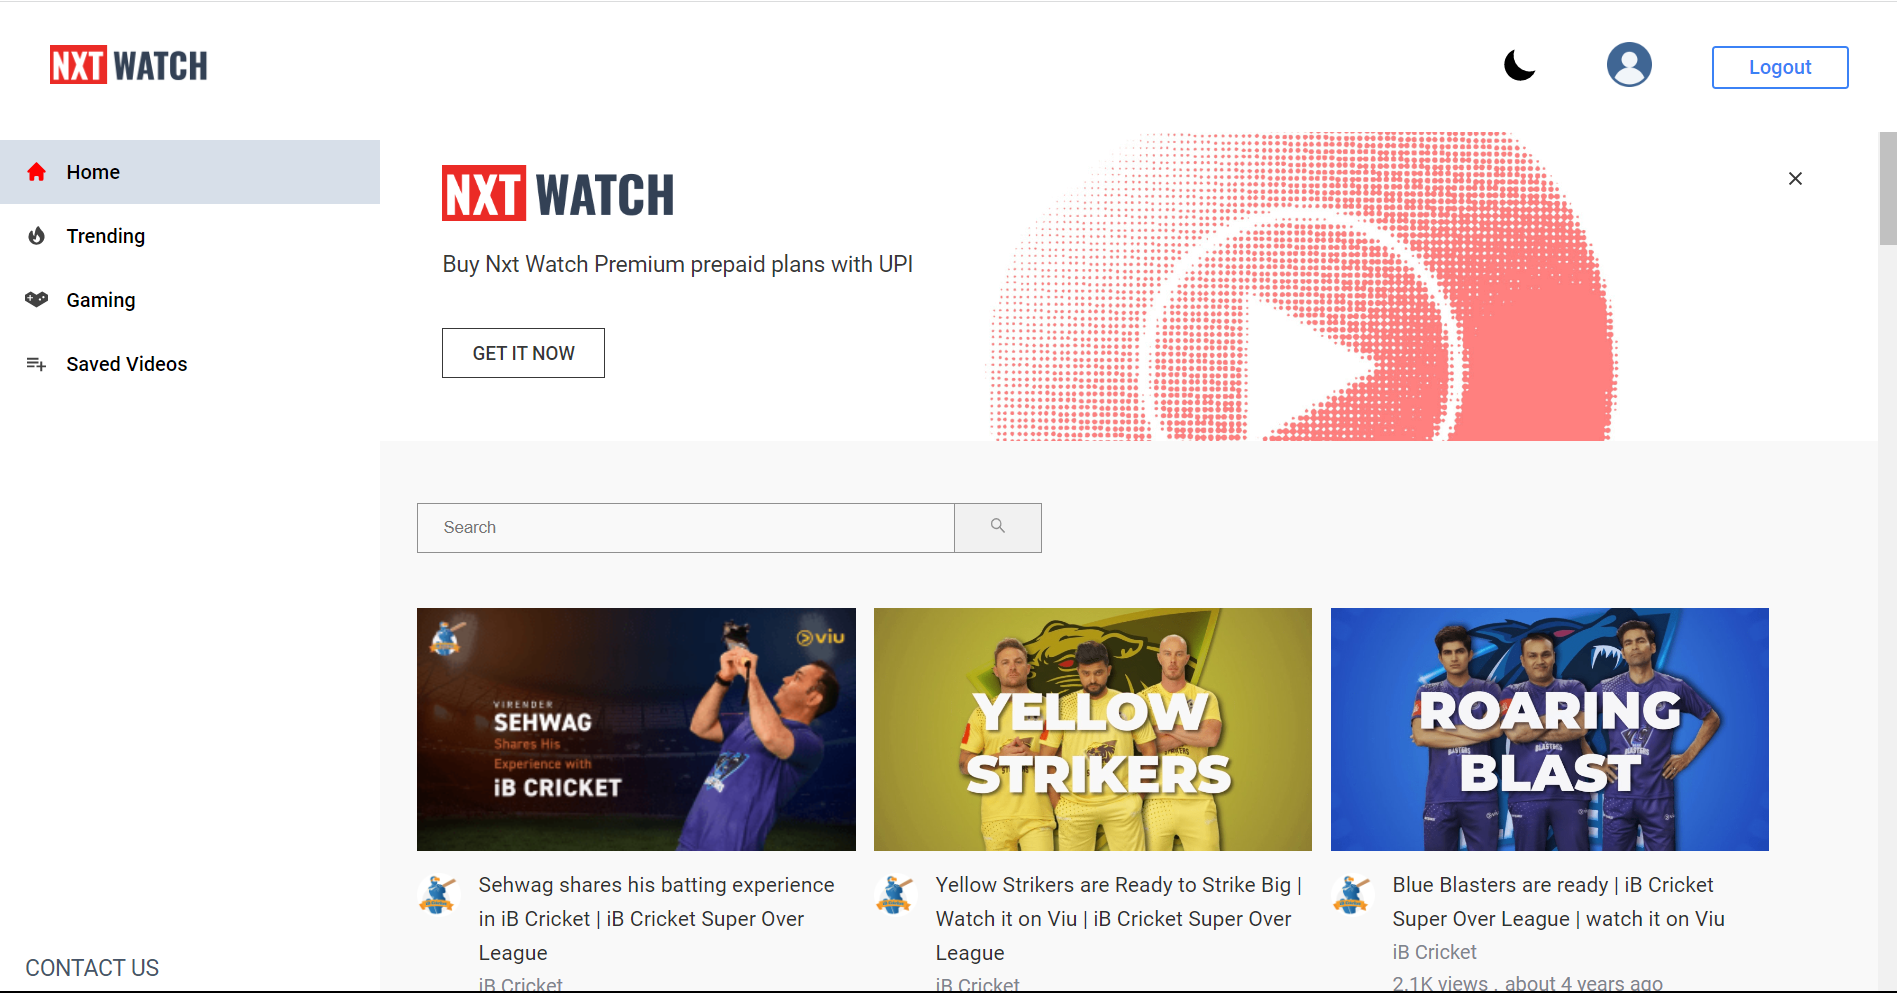 NXT WATCH
Logout
Home
Trending
Gaming
Saved Videos
CONTACT US
NXT WATCH
Buy Nxt Watch Premium prepaid plans with UPI
GET IT NOW
Search
viu
VIRENDER
SEHWAG
Shares His
Experience with
iB CRICKET
YELLOW
STRIKERS
ROARING
BLAST
Sehwag shares his batting experience
in iB Cricket | iB Cricket Super Over
League
iB Cricket
Yellow Strikers are Ready to Strike Big |
Watch it on Viu | iB Cricket Super Over
League
iB Cricket
Blue Blasters are ready | iB Cricket
Super Over League | watch it on Viu
iB Cricket
2.1K views . about 4 years ago